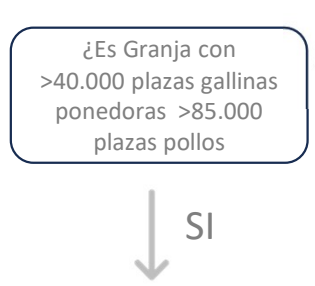 ¿Es Granja con
>40.000 plazas gallinas
ponedoras >85.000
plazas pollos
SI